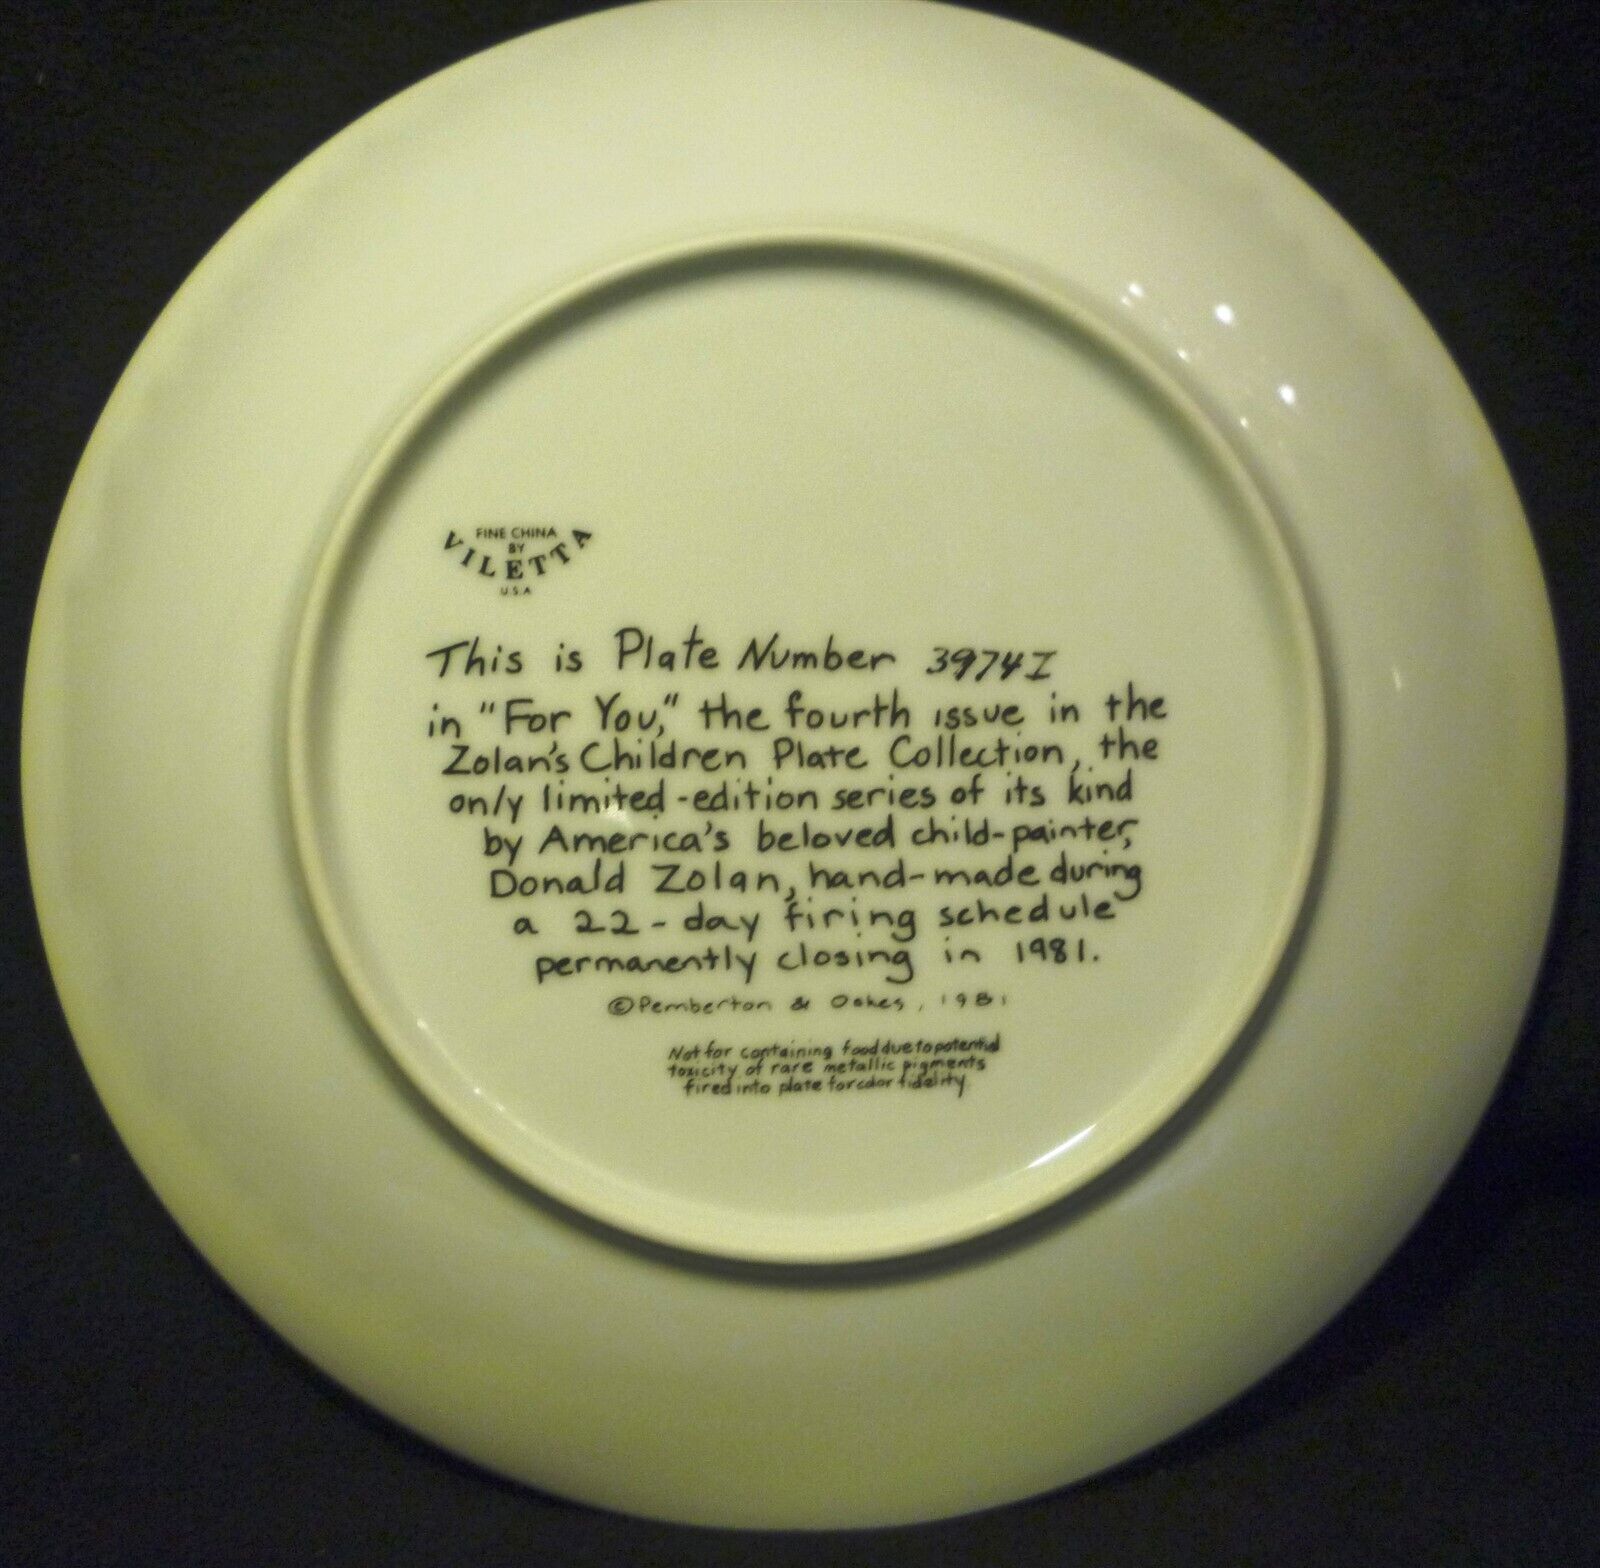 FINE CHINA
BY
VILETTA
U.S.A
This is Plate Number 3974I
in "For You," the fourth issue in the
Zolan's Children Plate Collection, the
only limited-edition series of its kind
by America's beloved child-painter,
Donald Zolan, hand-made during
a 22-day firing schedule
permanently closing in 1981.
©Pemberton & Oakes, 1981
Not for containing food due to potential
toxicity of rare metallic pigments
fired into plate for color fidelity